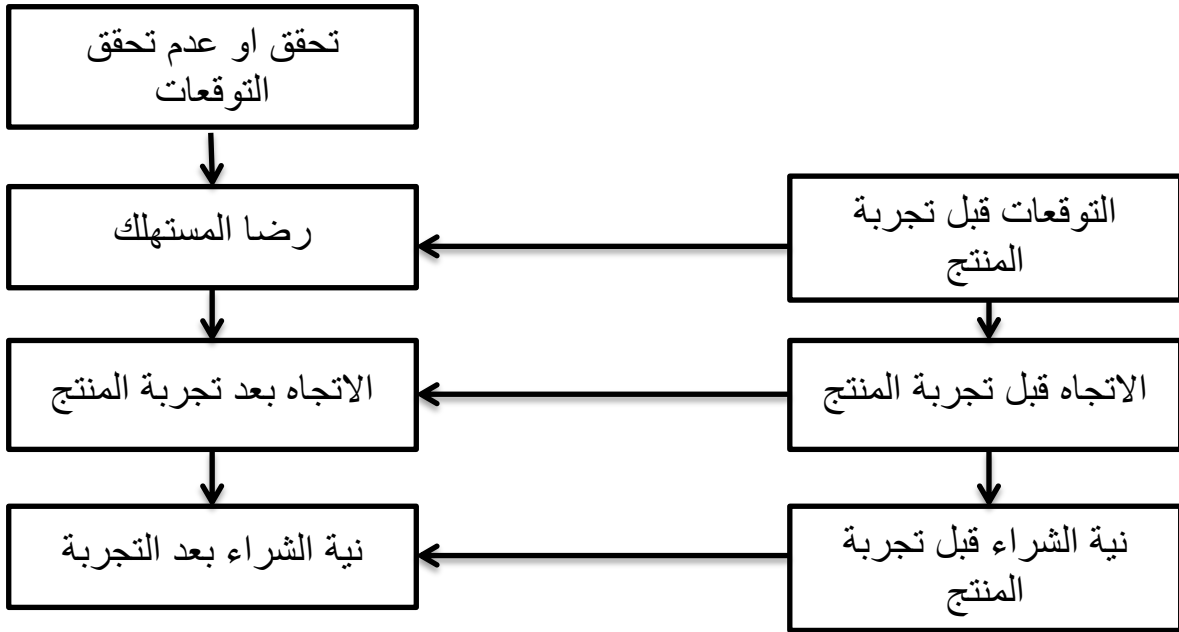 تحقق او عدم تحقق
التوقعات
التوقعات قبل تجربة
المنتج
رضا المستهلك
الاتجاه قبل تجربة المنتج
الاتجاه بعد تجربة المنتج
نية الشراء قبل تجربة
المنتج
نية الشراء بعد التجربة